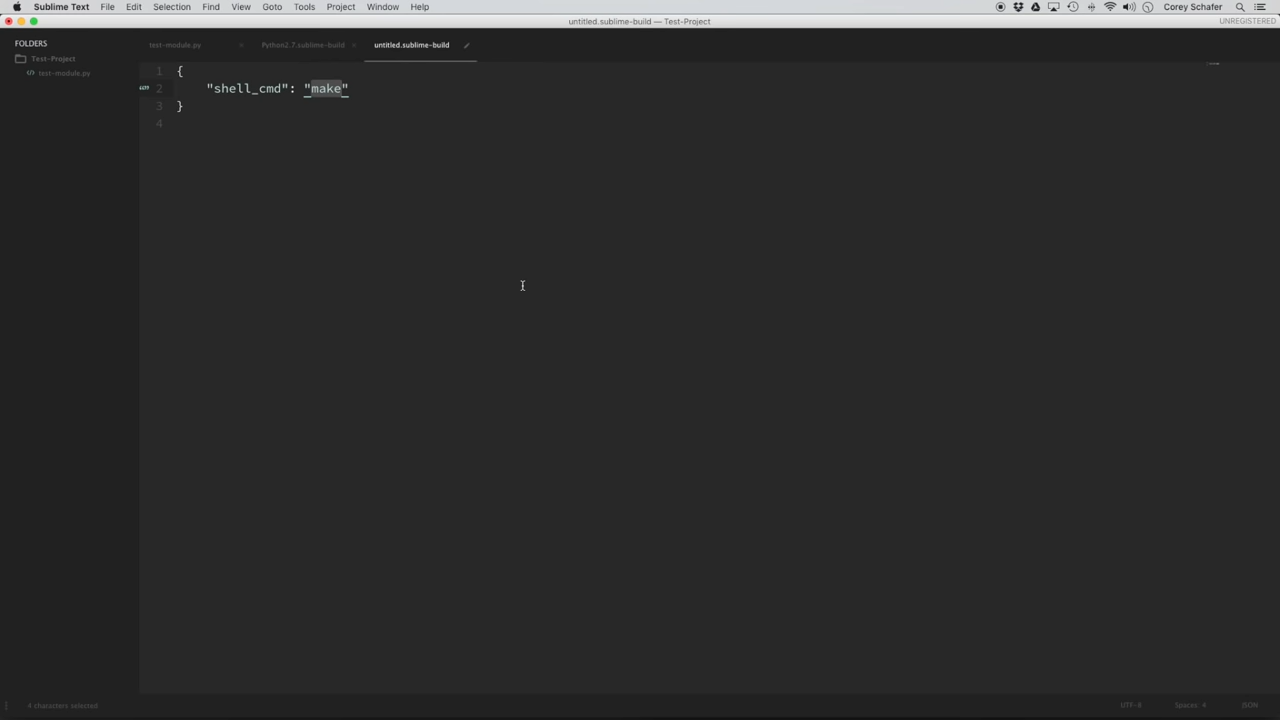 Sublime Text File Edit Selection Find View Goto Tools Project Window Help Corey Schafer
untitled.sublime-build — Test-Project UNREGISTERED
FOLDERS
Test-Project
test-module.py
test-module.py Python2.7.sublime-build untitled.sublime-build
1 {
2 "shell_cmd": "make"
3 }
4
4 characters selected UTF-8 Spaces: 4 JSON